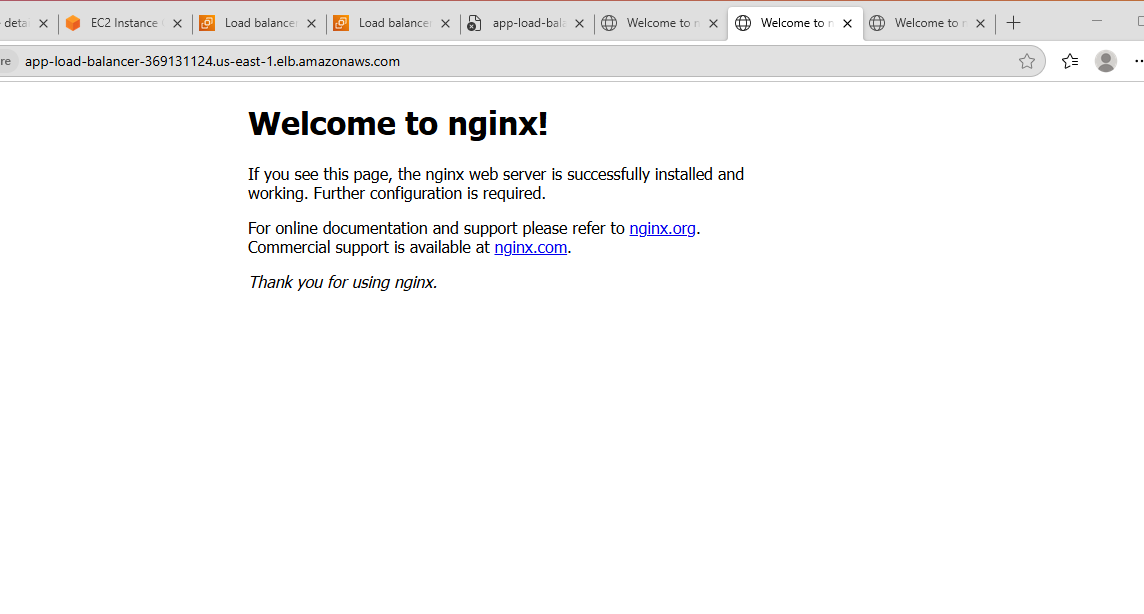 detai EC2 Instance Load balancer Load balancer app-load-bala Welcome to n Welcome to n Welcome to n
re app-load-balancer-369131124.us-east-1.elb.amazonaws.com
Welcome to nginx!
If you see this page, the nginx web server is successfully installed and
working. Further configuration is required.
For online documentation and support please refer to nginx.org.
Commercial support is available at nginx.com.
Thank you for using nginx.